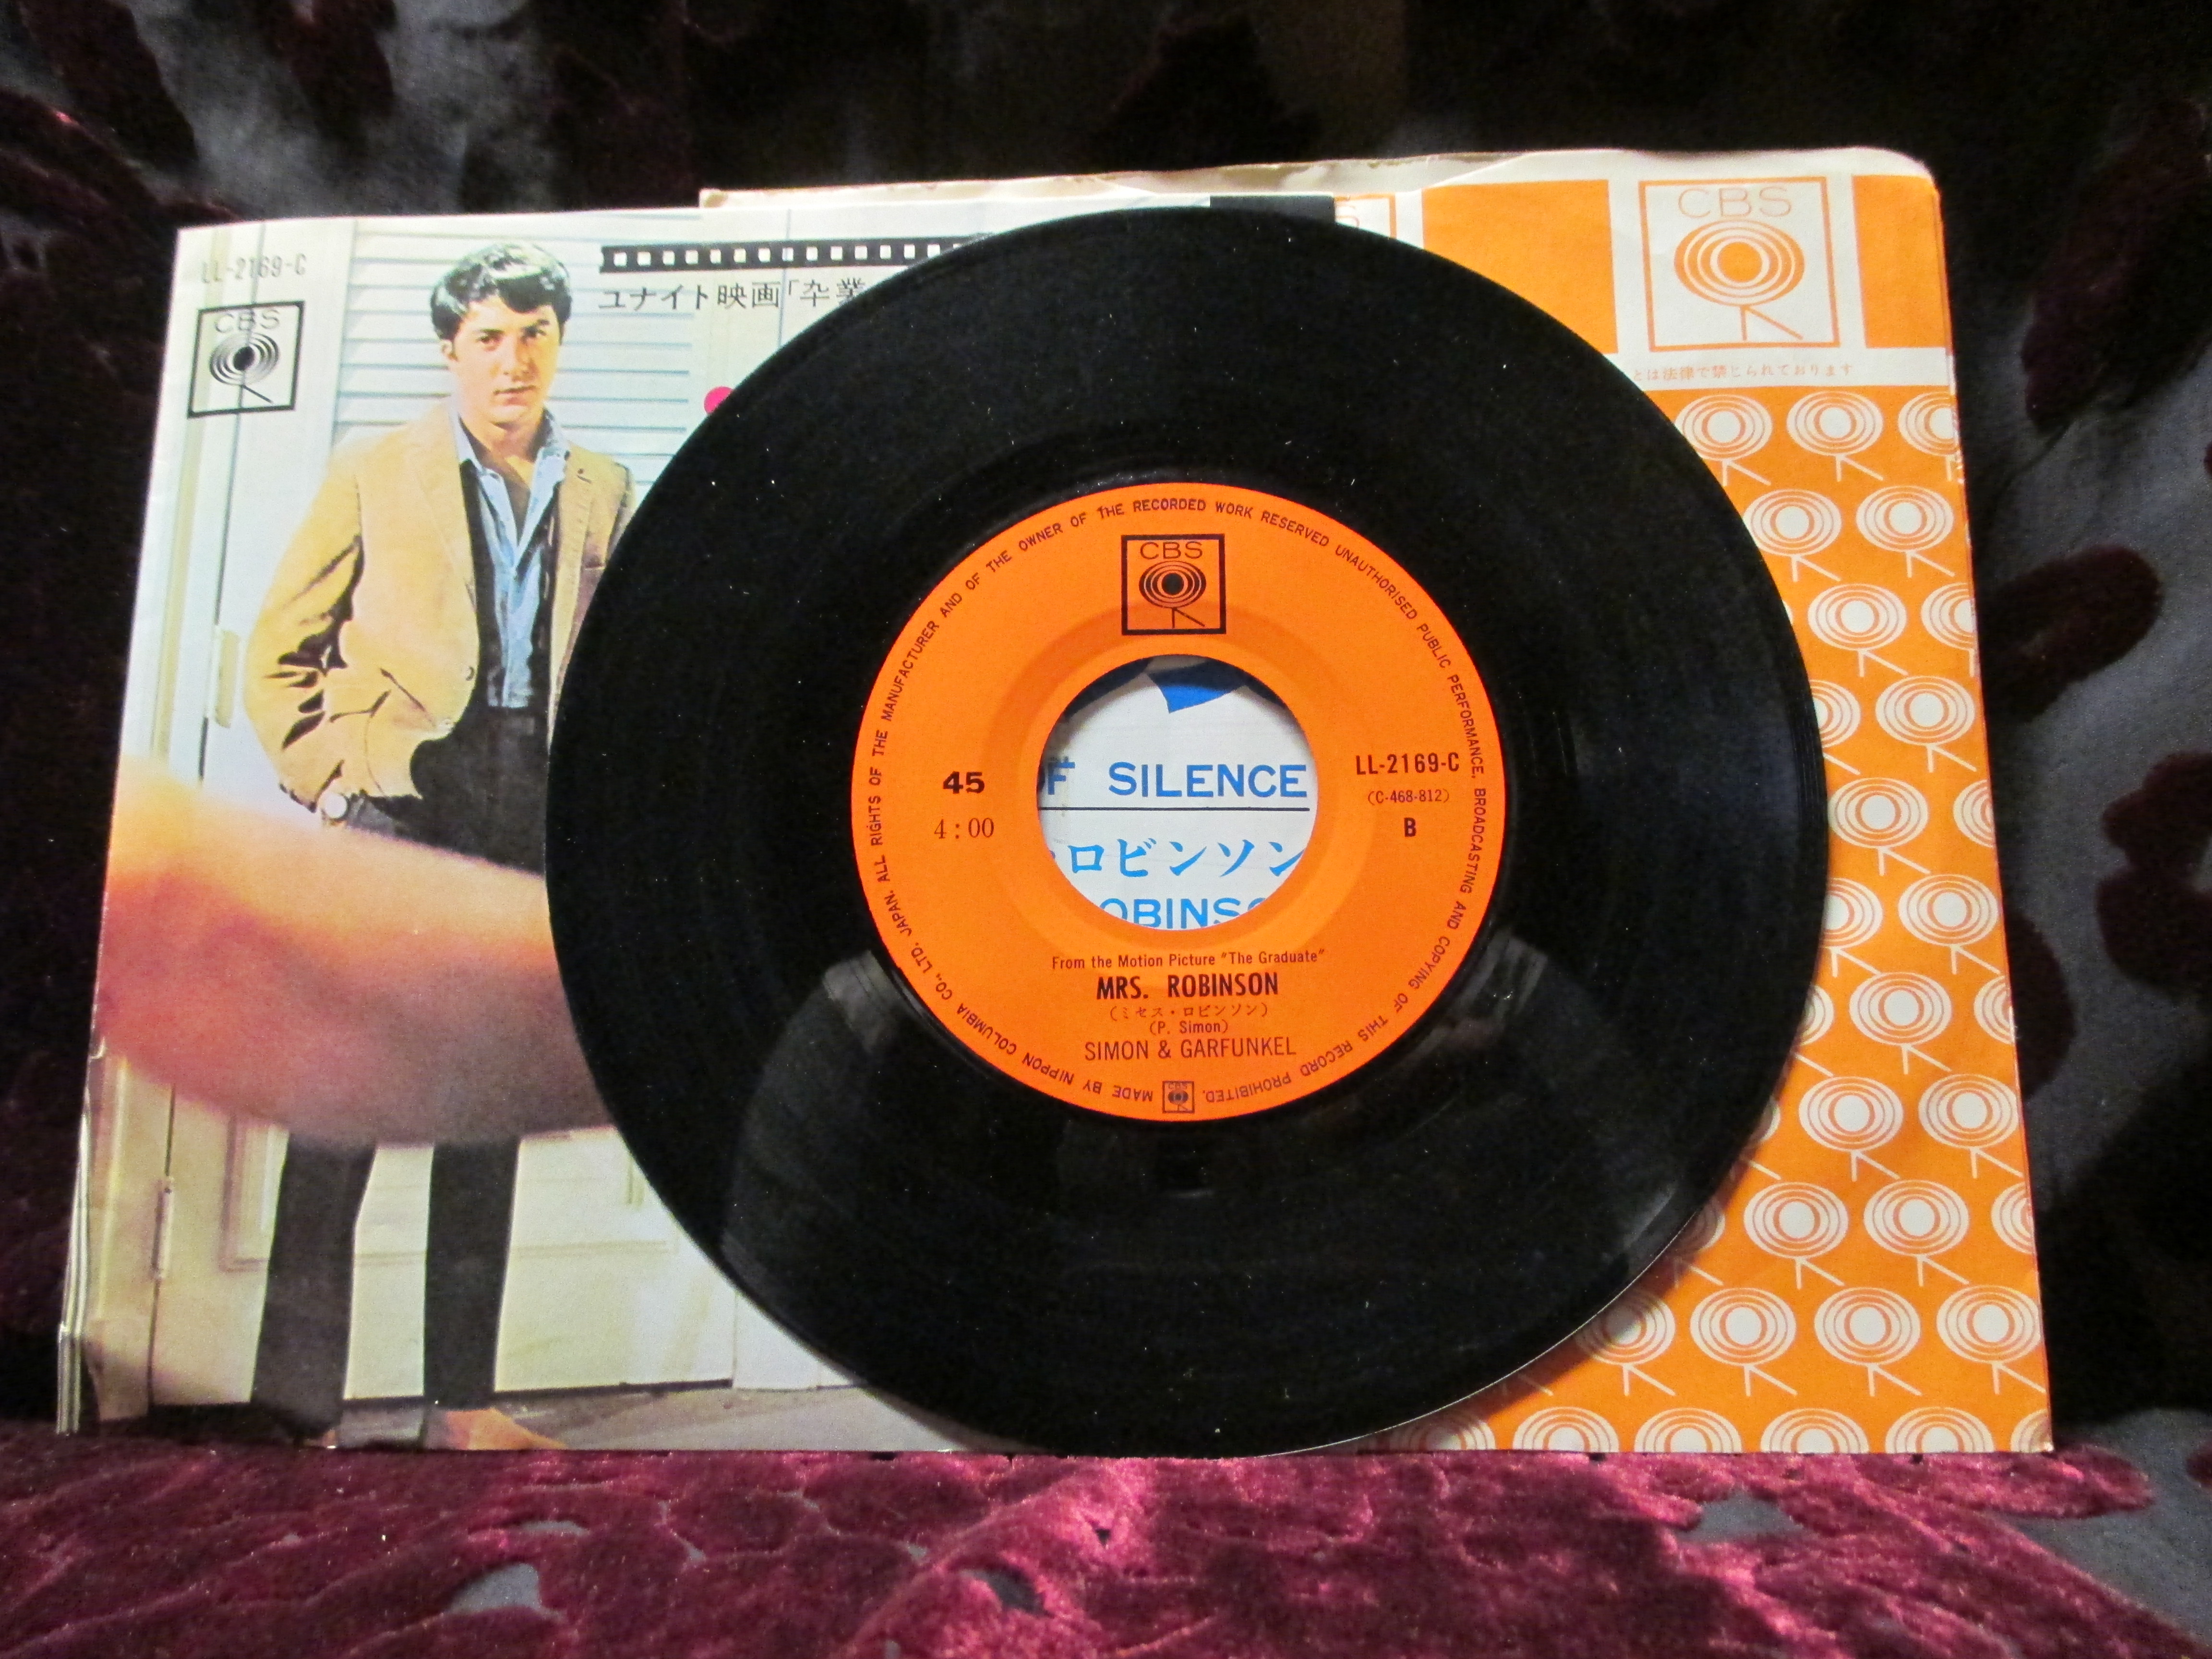 LL-2169-C
CBS
ユナイト映画「卒業
CBS
とは法律で禁じられております
ALL RIGHTS OF THE MANUFACTURER AND OF THE OWNER OF THE RECORDED WORK RESERVED UNAUTHORISED PUBLIC PERFORMANCE, BROADCASTING AND COPYING OF THIS RECORD PROHIBITED.
CBS
OF SILENCE
ロビンソン
45
4:00
LL-2169-C
(C-468-812)
B
From the Motion Picture "The Graduate"
MRS. ROBINSON
(ミセス・ロビンソン)
(P. Simon)
SIMON & GARFUNKEL
CBS
MADE BY NIPPON COLUMBIA CO., LTD. JAPAN.